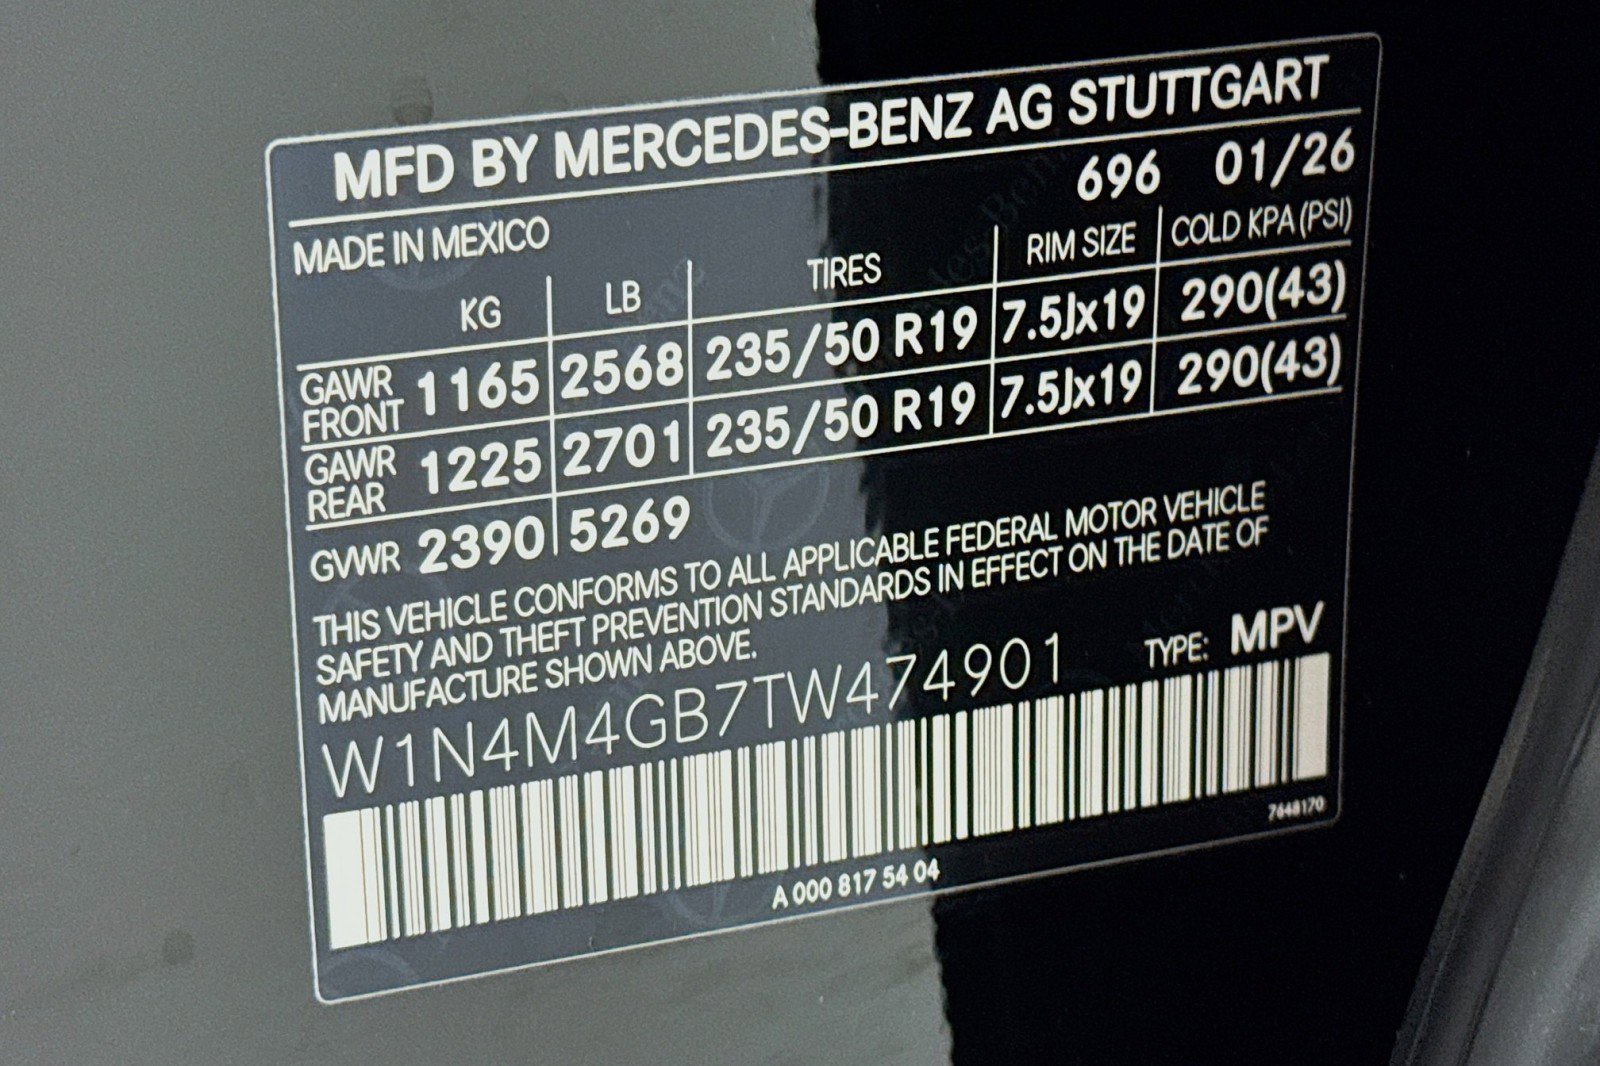 MFD BY MERCEDES-BENZ AG STUTTGART
696 01/26
MADE IN MEXICO
KG LB TIRES RIM SIZE COLD KPA (PSI)
GAWR FRONT 1165 2568 235/50 R19 7.5Jx19 290(43)
GAWR REAR 1225 2701 235/50 R19 7.5Jx19 290(43)
GVWR 2390 5269
THIS VEHICLE CONFORMS TO ALL APPLICABLE FEDERAL MOTOR VEHICLE
SAFETY AND THEFT PREVENTION STANDARDS IN EFFECT ON THE DATE OF
MANUFACTURE SHOWN ABOVE.
W1N4M4GB7TW474901 TYPE: MPV
7648170
A 000 817 54 04